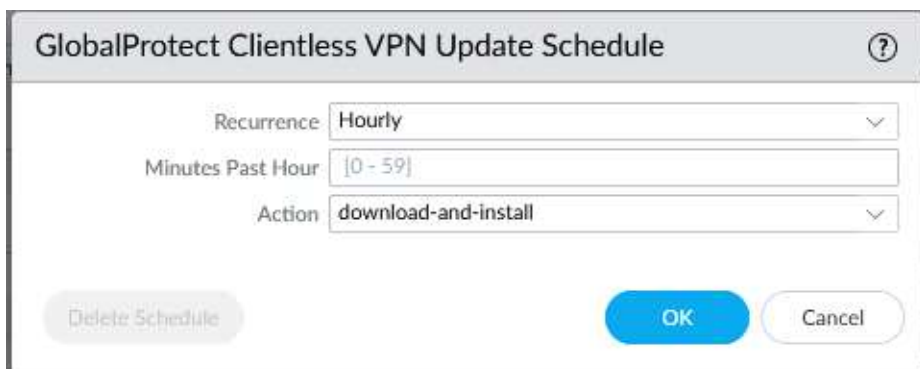 GlobalProtect Clientless VPN Update Schedule ?
Recurrence Hourly
Minutes Past Hour [0 - 59]
Action download-and-install
Delete Schedule OK Cancel